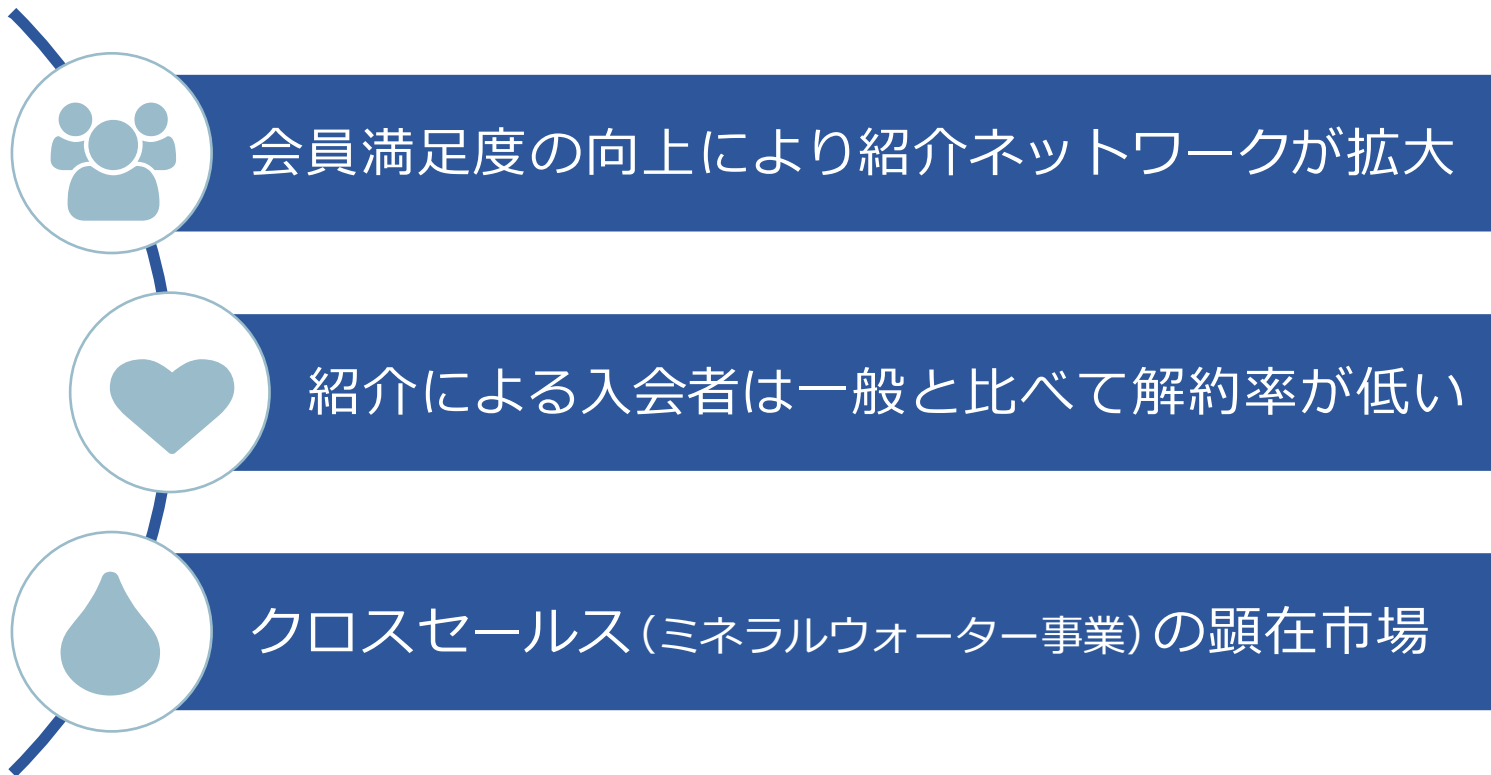 会員満足度の向上により紹介ネットワークが拡大
紹介による入会者は一般と比べて解約率が低い
クロスセールス（ミネラルウォーター事業）の顕在市場